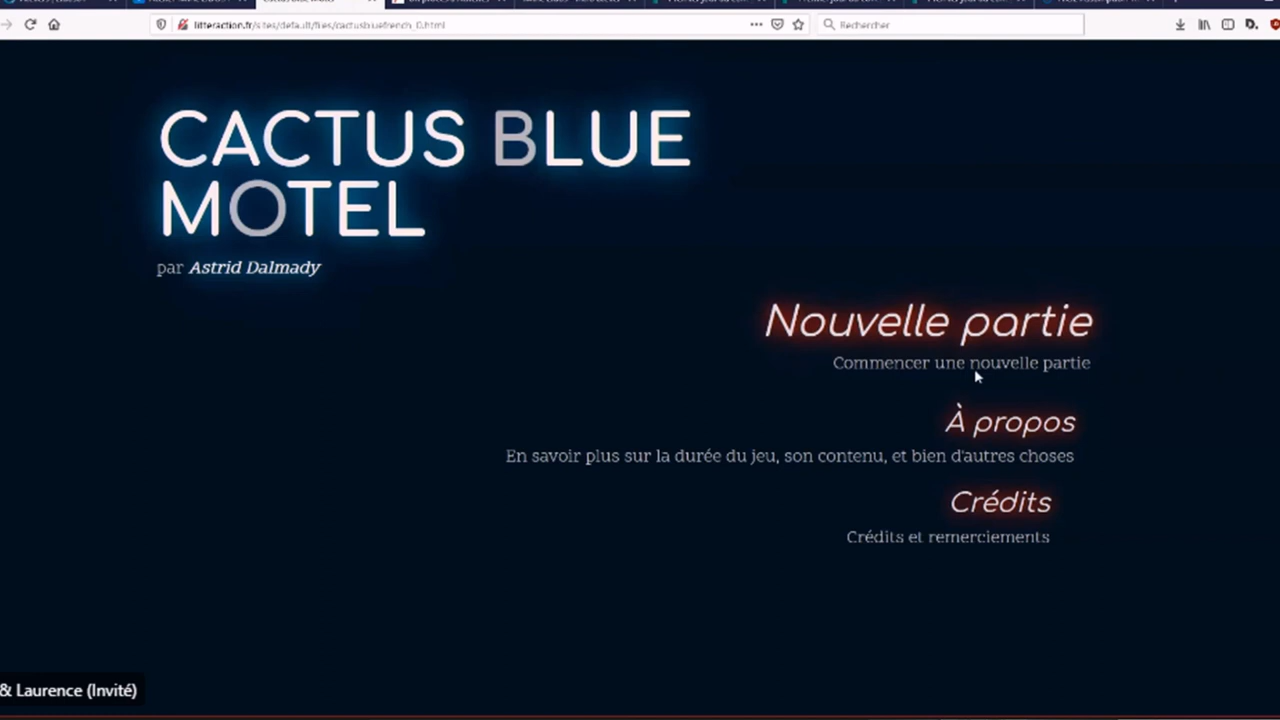 litteraction.fr/sites/default/files/cactusbluefrench_0.html
Rechercher
CACTUS BLUE
MOTEL
par Astrid Dalmady
Nouvelle partie
Commencer une nouvelle partie
À propos
En savoir plus sur la durée du jeu, son contenu, et bien d'autres choses
Crédits
Crédits et remerciements
& Laurence (Invité)